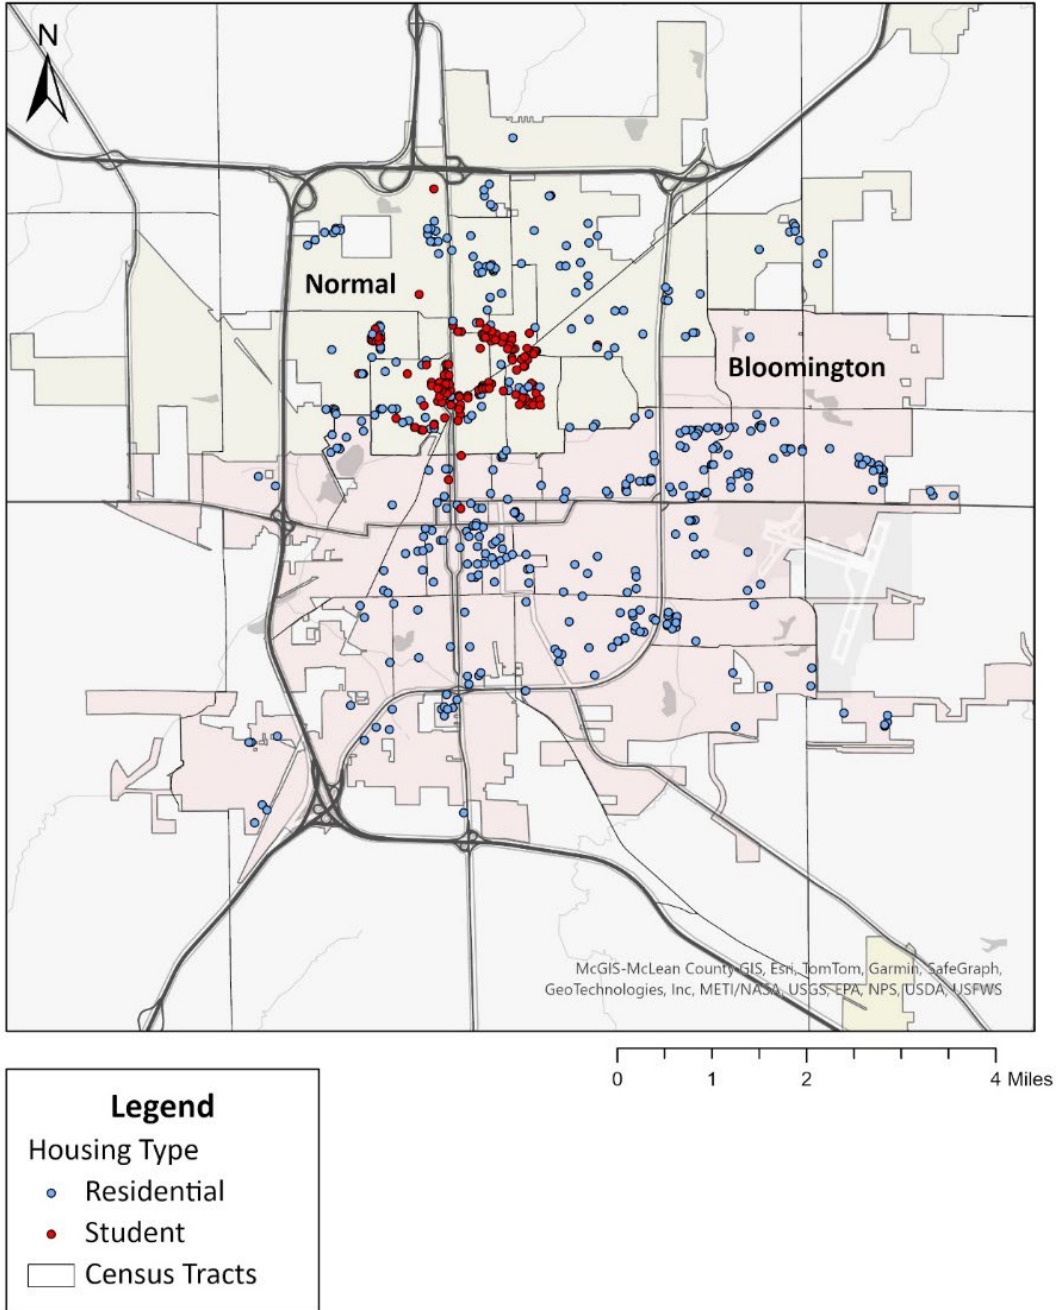 N
Normal
Bloomington
McGIS-McLean County GIS, Esri, TomTom, Garmin, SafeGraph,
GeoTechnologies, Inc, METI/NASA, USGS, EPA, NPS, USDA, USFWS
0 1 2 4 Miles
Legend
Housing Type
Residential
Student
Census Tracts